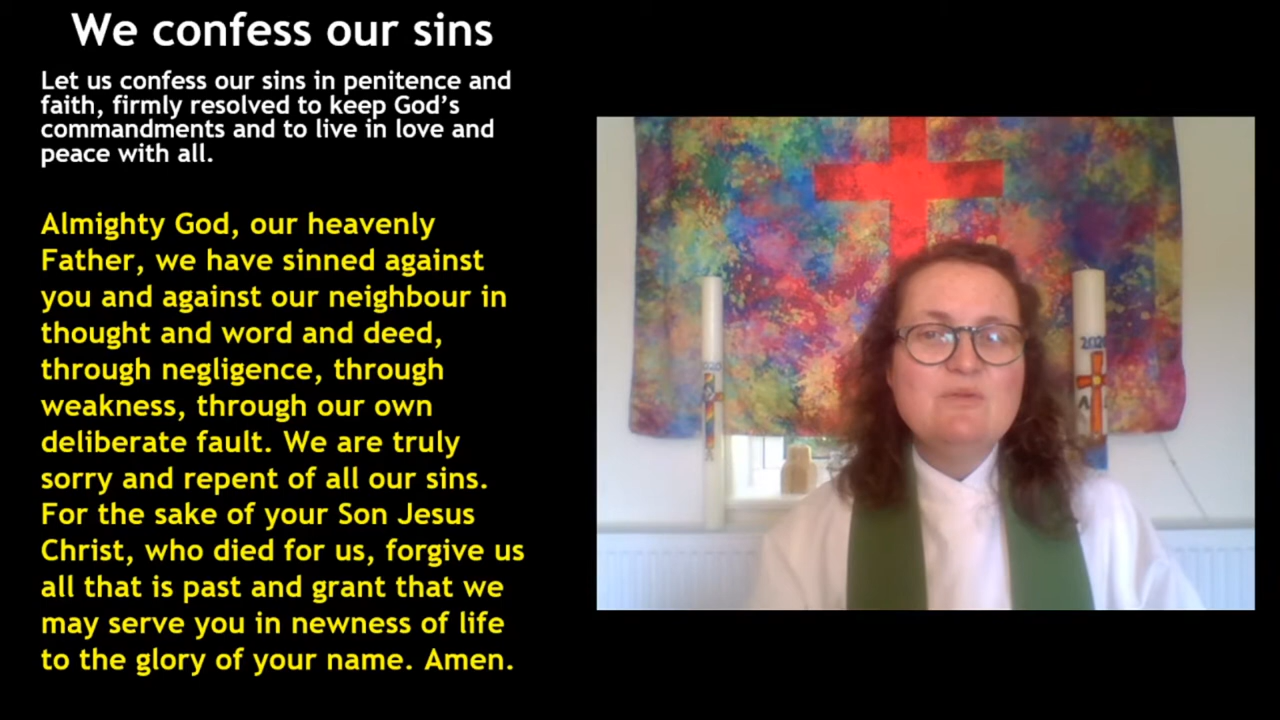 We confess our sins
Let us confess our sins in penitence and
faith, firmly resolved to keep God’s
commandments and to live in love and
peace with all.
Almighty God, our heavenly
Father, we have sinned against
you and against our neighbour in
thought and word and deed,
through negligence, through
weakness, through our own
deliberate fault. We are truly
sorry and repent of all our sins.
For the sake of your Son Jesus
Christ, who died for us, forgive us
all that is past and grant that we
may serve you in newness of life
to the glory of your name. Amen.
2020
2020
A